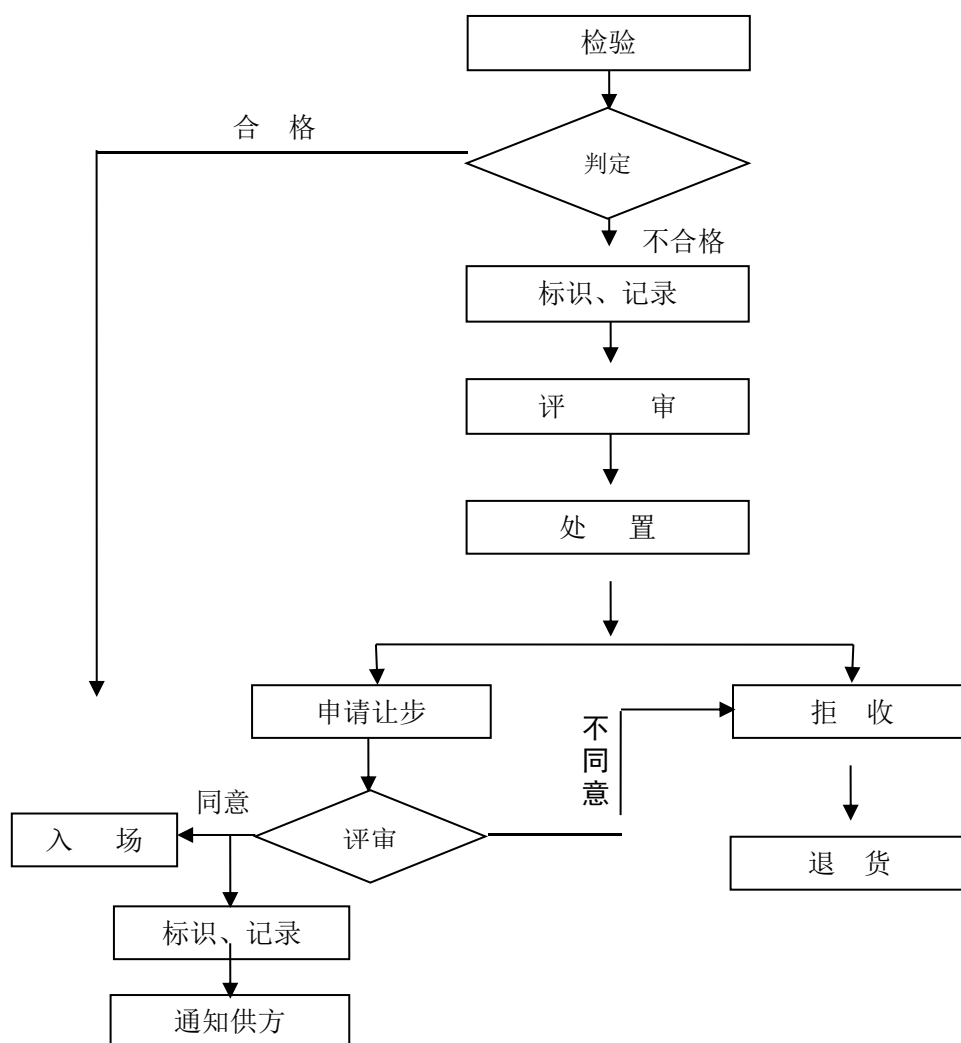 检验
合 格
判定
不合格
标识、记录
评 审
处 置
申请让步
拒 收
不同意
同意
入 场
评审
退 货
标识、记录
通知供方